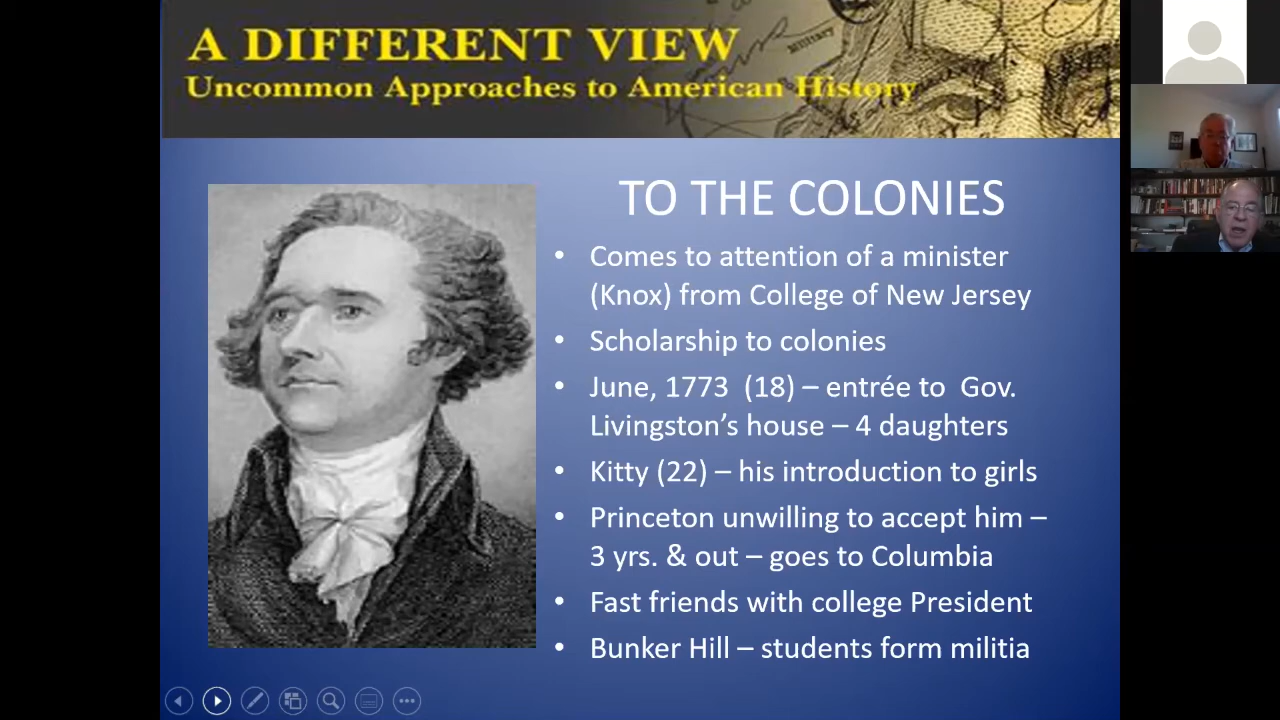 A DIFFERENT VIEW
Uncommon Approaches to American History
Military
TO THE COLONIES
• Comes to attention of a minister
(Knox) from College of New Jersey
• Scholarship to colonies
• June, 1773  (18) – entrée to  Gov.
Livingston’s house – 4 daughters
• Kitty (22) – his introduction to girls
• Princeton unwilling to accept him –
3 yrs. & out – goes to Columbia
• Fast friends with college President
• Bunker Hill – students form militia